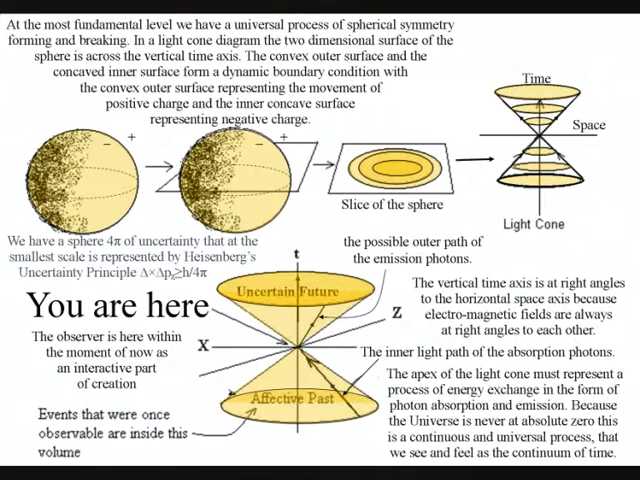 At the most fundamental level we have a universal process of spherical symmetry
forming and breaking. In a light cone diagram the two dimensional surface of the
sphere is across the vertical time axis. The convex outer surface and the
concaved inner surface form a dynamic boundary condition with
the convex outer surface representing the movement of
positive charge and the inner concave surface
representing negative charge.
Time
Space
Light Cone
− +
− +
Slice of the sphere
We have a sphere 4π of uncertainty that at the
smallest scale is represented by Heisenberg's
Uncertainty Principle Δ×Δpₓ≥h/4π
the possible outer path of
the emission photons.
t
Uncertain Future
You are here
Z
X
The vertical time axis is at right angles
to the horizontal space axis because
electro-magnetic fields are always
at right angles to each other.
The observer is here within
the moment of now as
an interactive part
of creation
The inner light path of the absorption photons.
Affective Past
The apex of the light cone must represent a
process of energy exchange in the form of
photon absorption and emission. Because
the Universe is never at absolute zero this
is a continuous and universal process, that
we see and feel as the continuum of time.
Events that were once
observable are inside this
volume